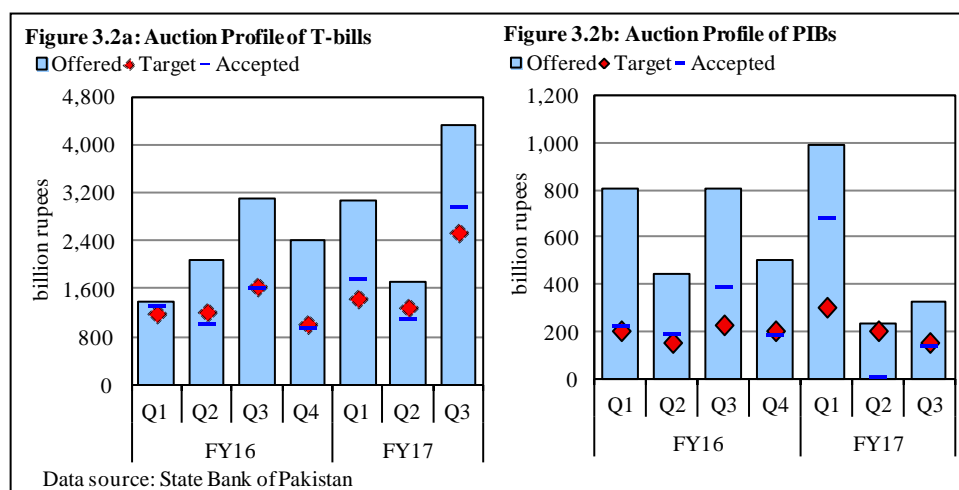 Figure 3.2a: Auction Profile of T-bills
Offered Target Accepted
billion rupees
4,800
4,000
3,200
2,400
1,600
800
0
Q1 Q2 Q3 Q4 Q1 Q2 Q3
FY16 FY17
Figure 3.2b: Auction Profile of PIBs
Offered Target Accepted
billion rupees
1,200
1,000
800
600
400
200
0
Q1 Q2 Q3 Q4 Q1 Q2 Q3
FY16 FY17
Data source: State Bank of Pakistan